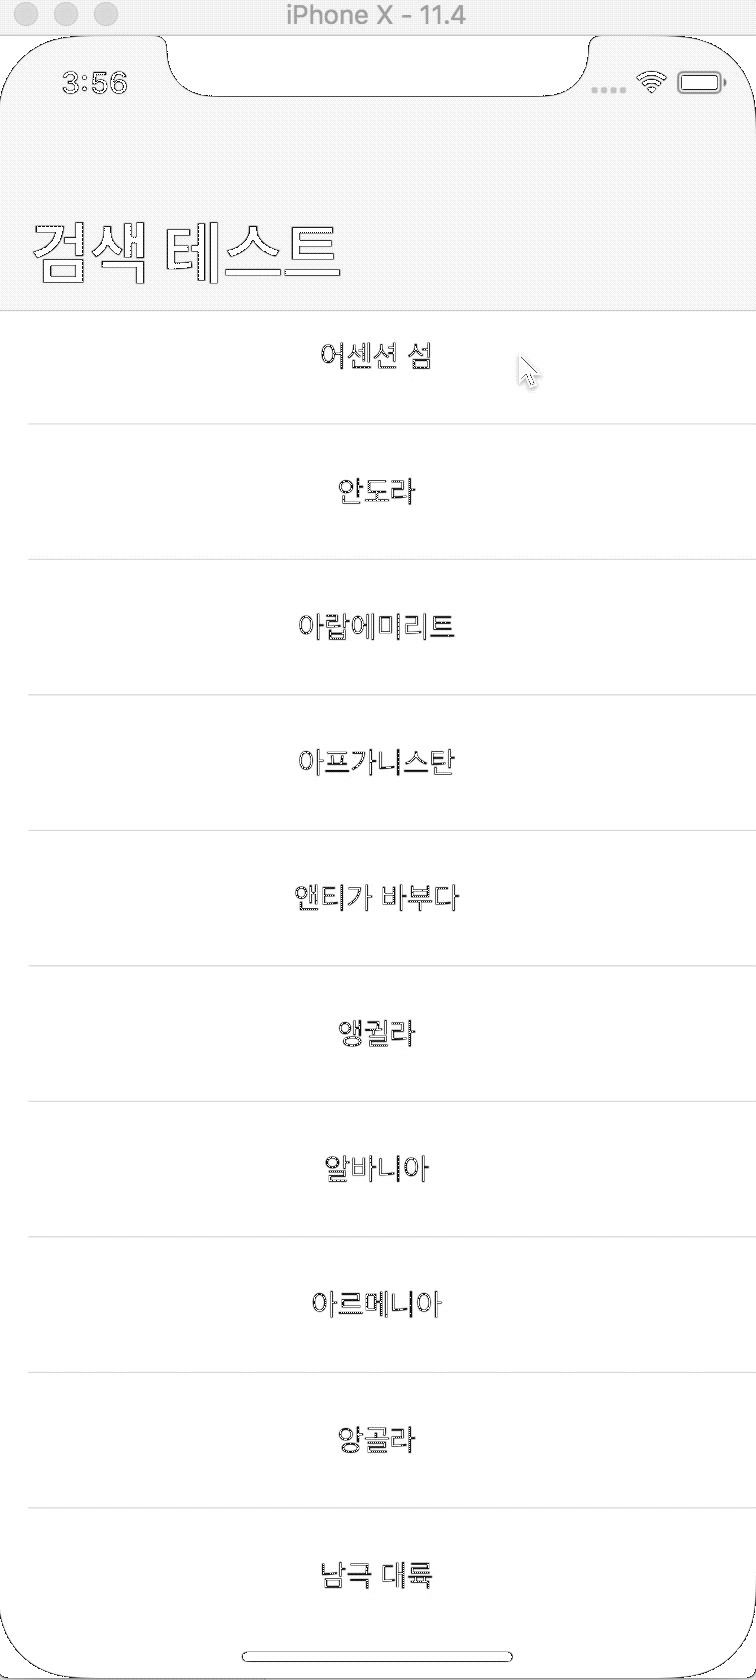 iPhone X – 11.4
3:56
검색 테스트
어센션 섬
안도라
아랍에미리트
아프가니스탄
앤티가 바부다
앵귈라
알바니아
아르메니아
앙골라
남극 대륙